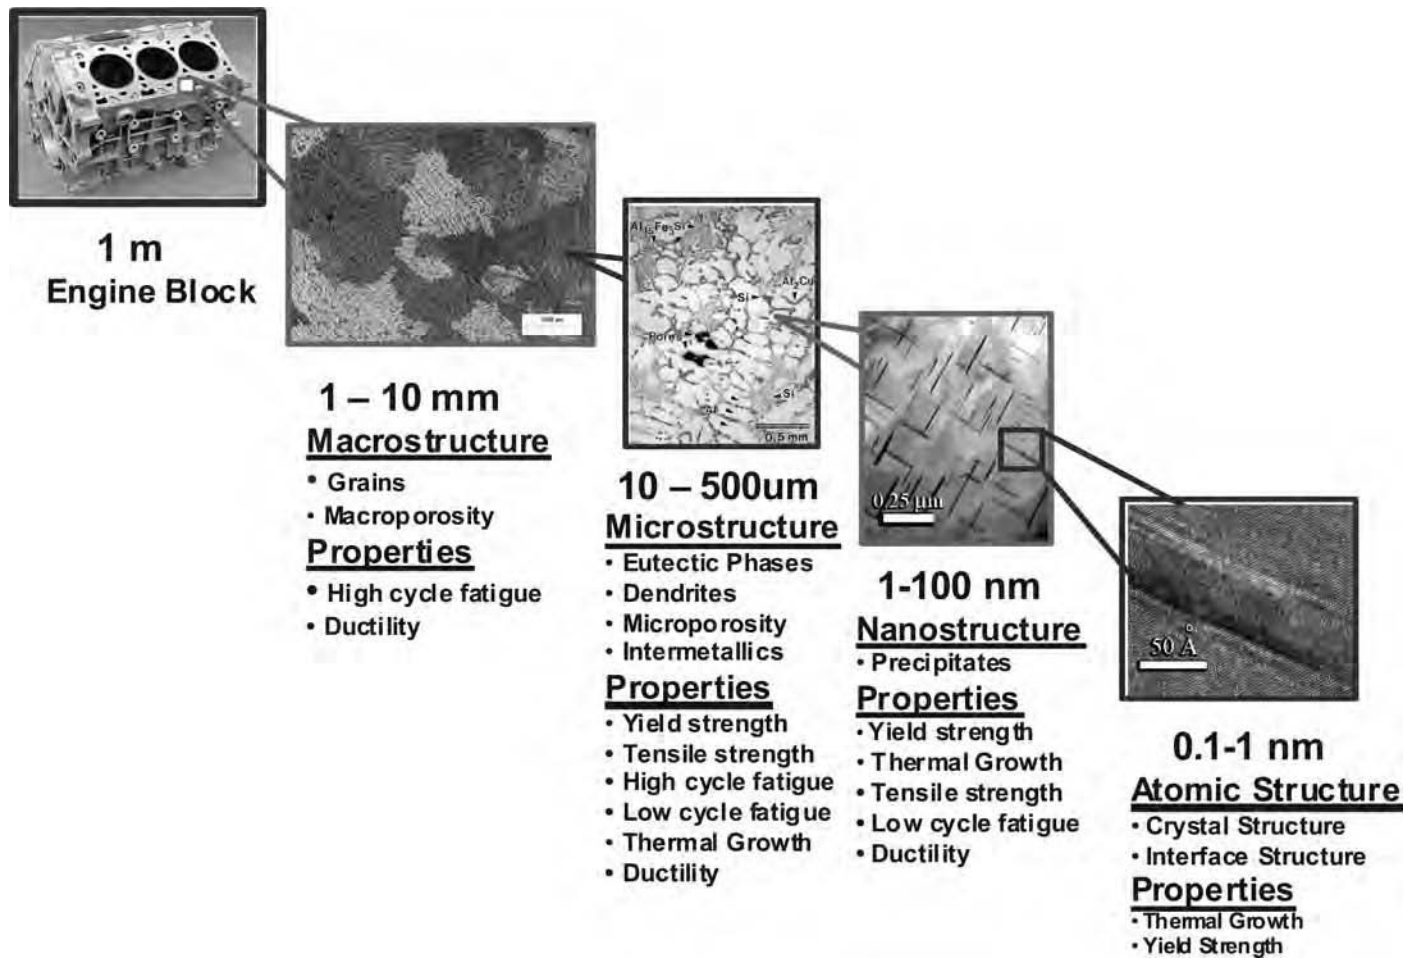 1 m
Engine Block
1 – 10 mm
Macrostructure
• Grains
• Macroporosity
Properties
• High cycle fatigue
• Ductility
Al₁₅Fe₃Si
Al₂Cu
Si
Pores
Si
Al
0.5 mm
10 – 500um
Microstructure
• Eutectic Phases
• Dendrites
• Microporosity
• Intermetallics
Properties
• Yield strength
• Tensile strength
• High cycle fatigue
• Low cycle fatigue
• Thermal Growth
• Ductility
0.25 μm
1-100 nm
Nanostructure
• Precipitates
Properties
• Yield strength
• Thermal Growth
• Tensile strength
• Low cycle fatigue
• Ductility
50 Å
0.1-1 nm
Atomic Structure
• Crystal Structure
• Interface Structure
Properties
• Thermal Growth
• Yield Strength